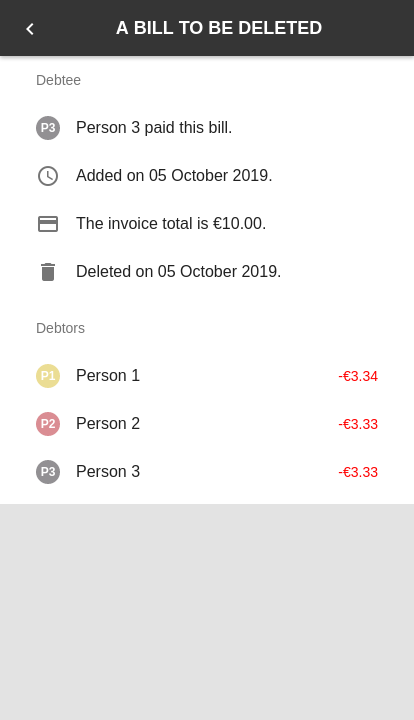 A BILL TO BE DELETED
Debtee
P3 Person 3 paid this bill.
Added on 05 October 2019.
The invoice total is €10.00.
Deleted on 05 October 2019.
Debtors
P1 Person 1 -€3.34
P2 Person 2 -€3.33
P3 Person 3 -€3.33